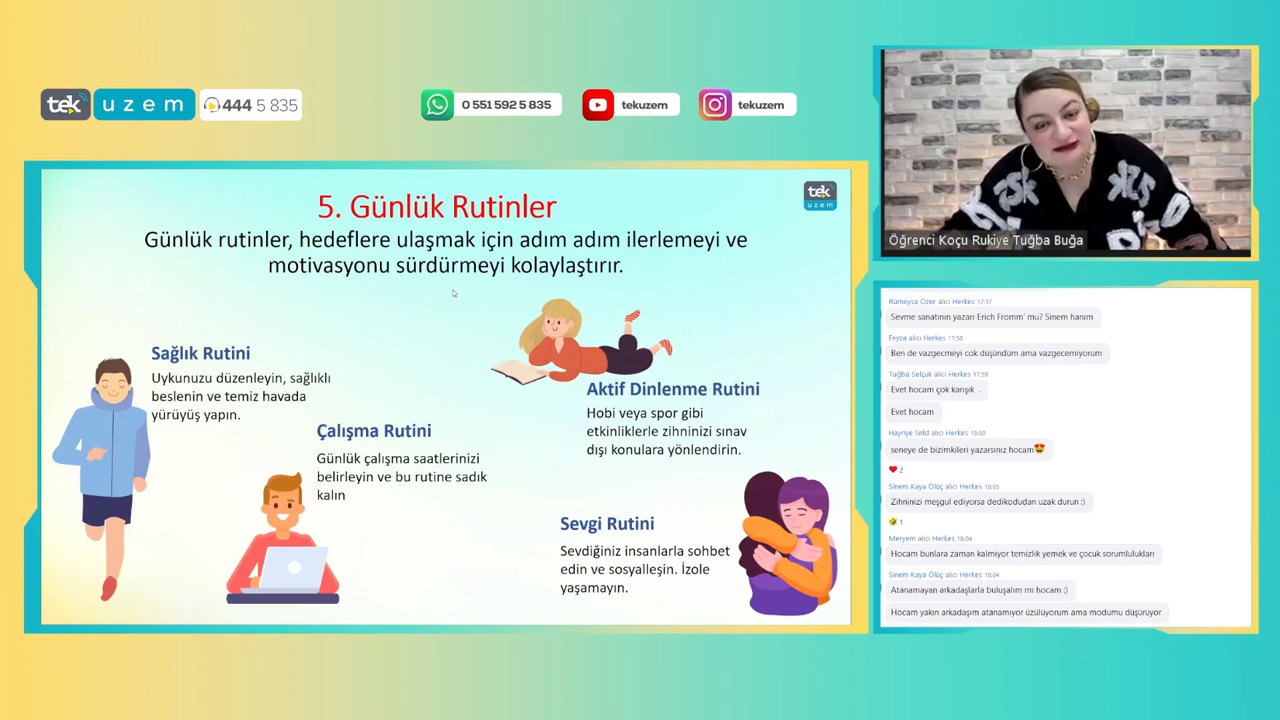 tek uzem 444 5 835
0 551 592 5 835
tekuzem
tekuzem
tek
uzem
5. Günlük Rutinler
Günlük rutinler, hedeflere ulaşmak için adım adım ilerlemeyi ve
motivasyonu sürdürmeyi kolaylaştırır.
Sağlık Rutini
Uykunuzu düzenleyin, sağlıklı
beslenin ve temiz havada
yürüyüş yapın.
Çalışma Rutini
Günlük çalışma saatlerinizi
belirleyin ve bu rutine sadık
kalın
Aktif Dinlenme Rutini
Hobi veya spor gibi
etkinliklerle zihninizi sınav
dışı konulara yönlendirin.
Sevgi Rutini
Sevdiğiniz insanlarla sohbet
edin ve sosyalleşin. İzole
yaşamayın.
Öğrenci Koçu Rukiye Tuğba Buğa
Rümeysa Özer alıcı Herkes 17:57
Sevme sanatının yazarı Erich Fromm' mu? Sinem hanım
Feyza alıcı Herkes 17:58
Ben de vazgecmeyi cok düşündüm ama vazgecemiyorum
Tuğba Selçuk alıcı Herkes 17:59
Evet hocam çok karışık .
Evet hocam
Hayriye alıcı Herkes 18:00
seneye de bizimkileri yazarsınız hocam😍
❤️ 2
Sinem Kaya Ölüç alıcı Herkes 18:03
Zihninizi meşgul ediyorsa dedikodudan uzak durun :)
🤣 1
Meryem alıcı Herkes 18:04
Hocam bunlara zaman kalmiyor temizlik yemek ve çocuk sorumlulukları
Sinem Kaya Ölüç alıcı Herkes 18:04
Atanamayan arkadaşlarla buluşalım mı hocam :)
Hocam yakın arkadaşım atanamıyor üzülüyorum ama modumu düşürüyor